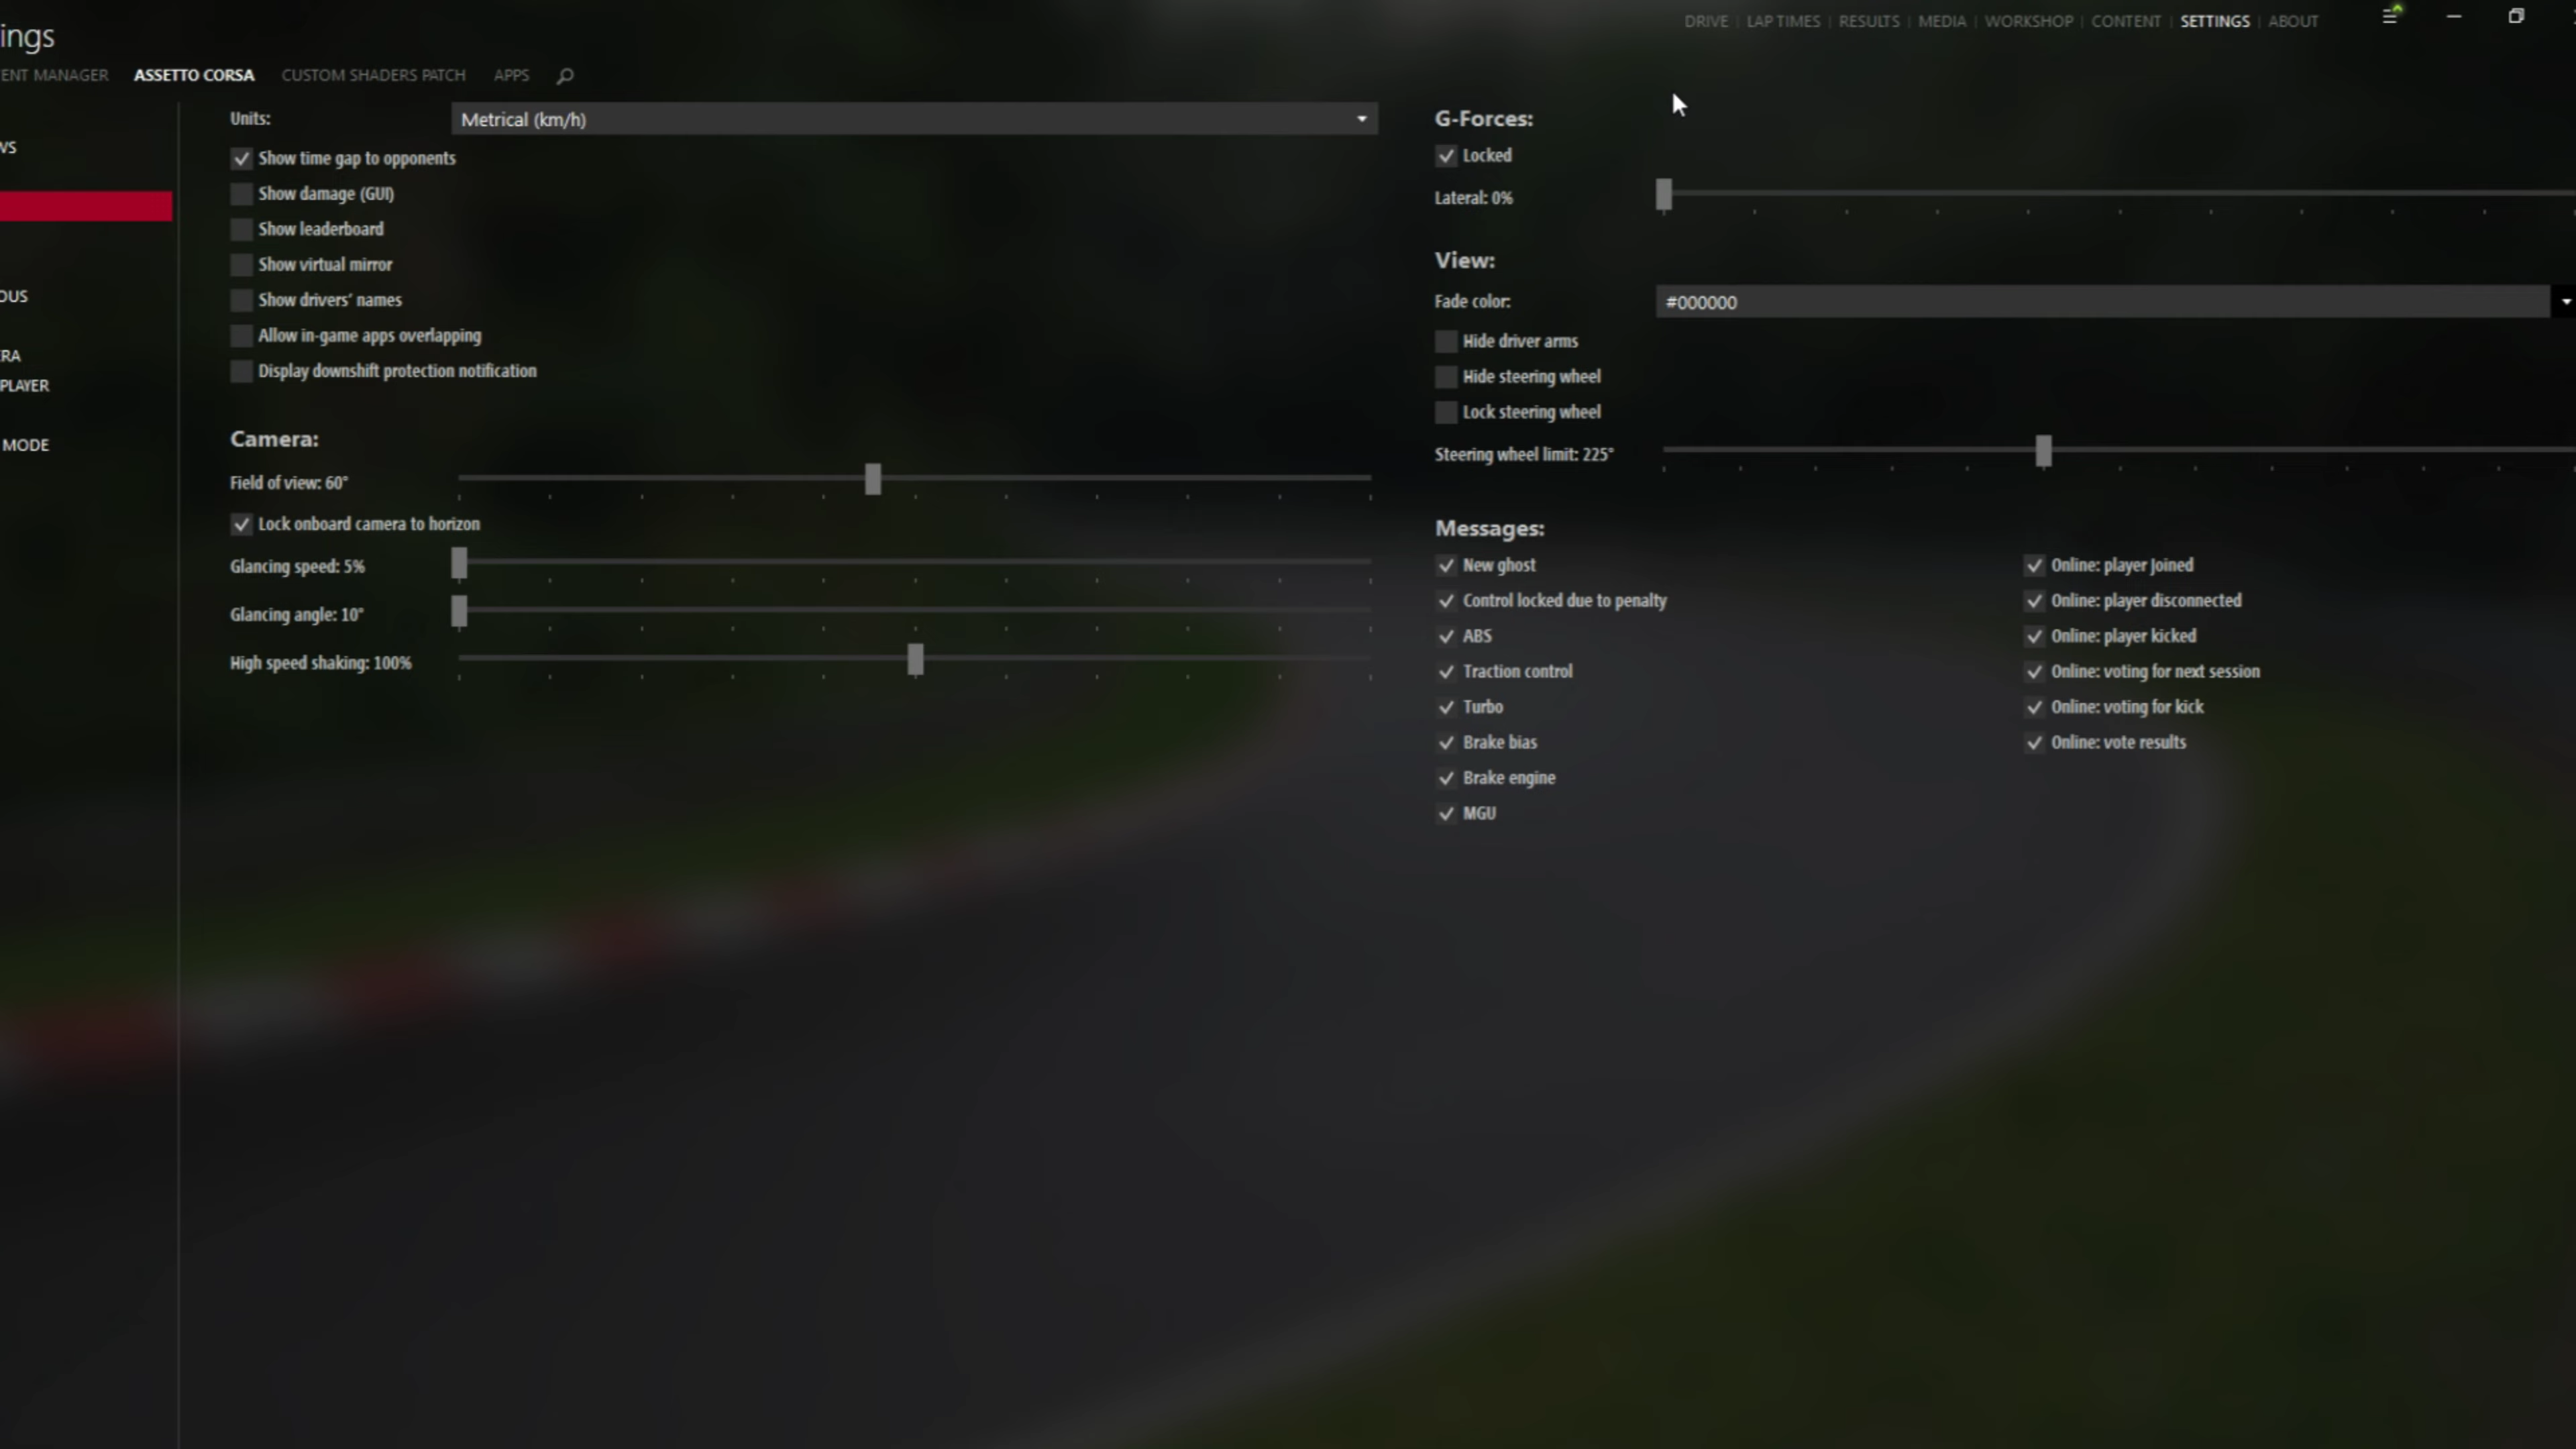 ings
DRIVE LAP TIMES RESULTS MEDIA WORKSHOP CONTENT SETTINGS ABOUT
ENT MANAGER ASSETTO CORSA CUSTOM SHADERS PATCH APPS
WS
OUS
ERA
PLAYER
MODE
Units: Metrical (km/h)
Show time gap to opponents
Show damage (GUI)
Show leaderboard
Show virtual mirror
Show drivers' names
Allow in-game apps overlapping
Display downshift protection notification
Camera:
Field of view: 60°
Lock onboard camera to horizon
Glancing speed: 5%
Glancing angle: 10°
High speed shaking: 100%
G-Forces:
Locked
Lateral: 0%
View:
Fade color: #000000
Hide driver arms
Hide steering wheel
Lock steering wheel
Steering wheel limit: 225°
Messages:
New ghost
Control locked due to penalty
ABS
Traction control
Turbo
Brake bias
Brake engine
MGU
Online: player Joined
Online: player disconnected
Online: player kicked
Online: voting for next session
Online: voting for kick
Online: vote results